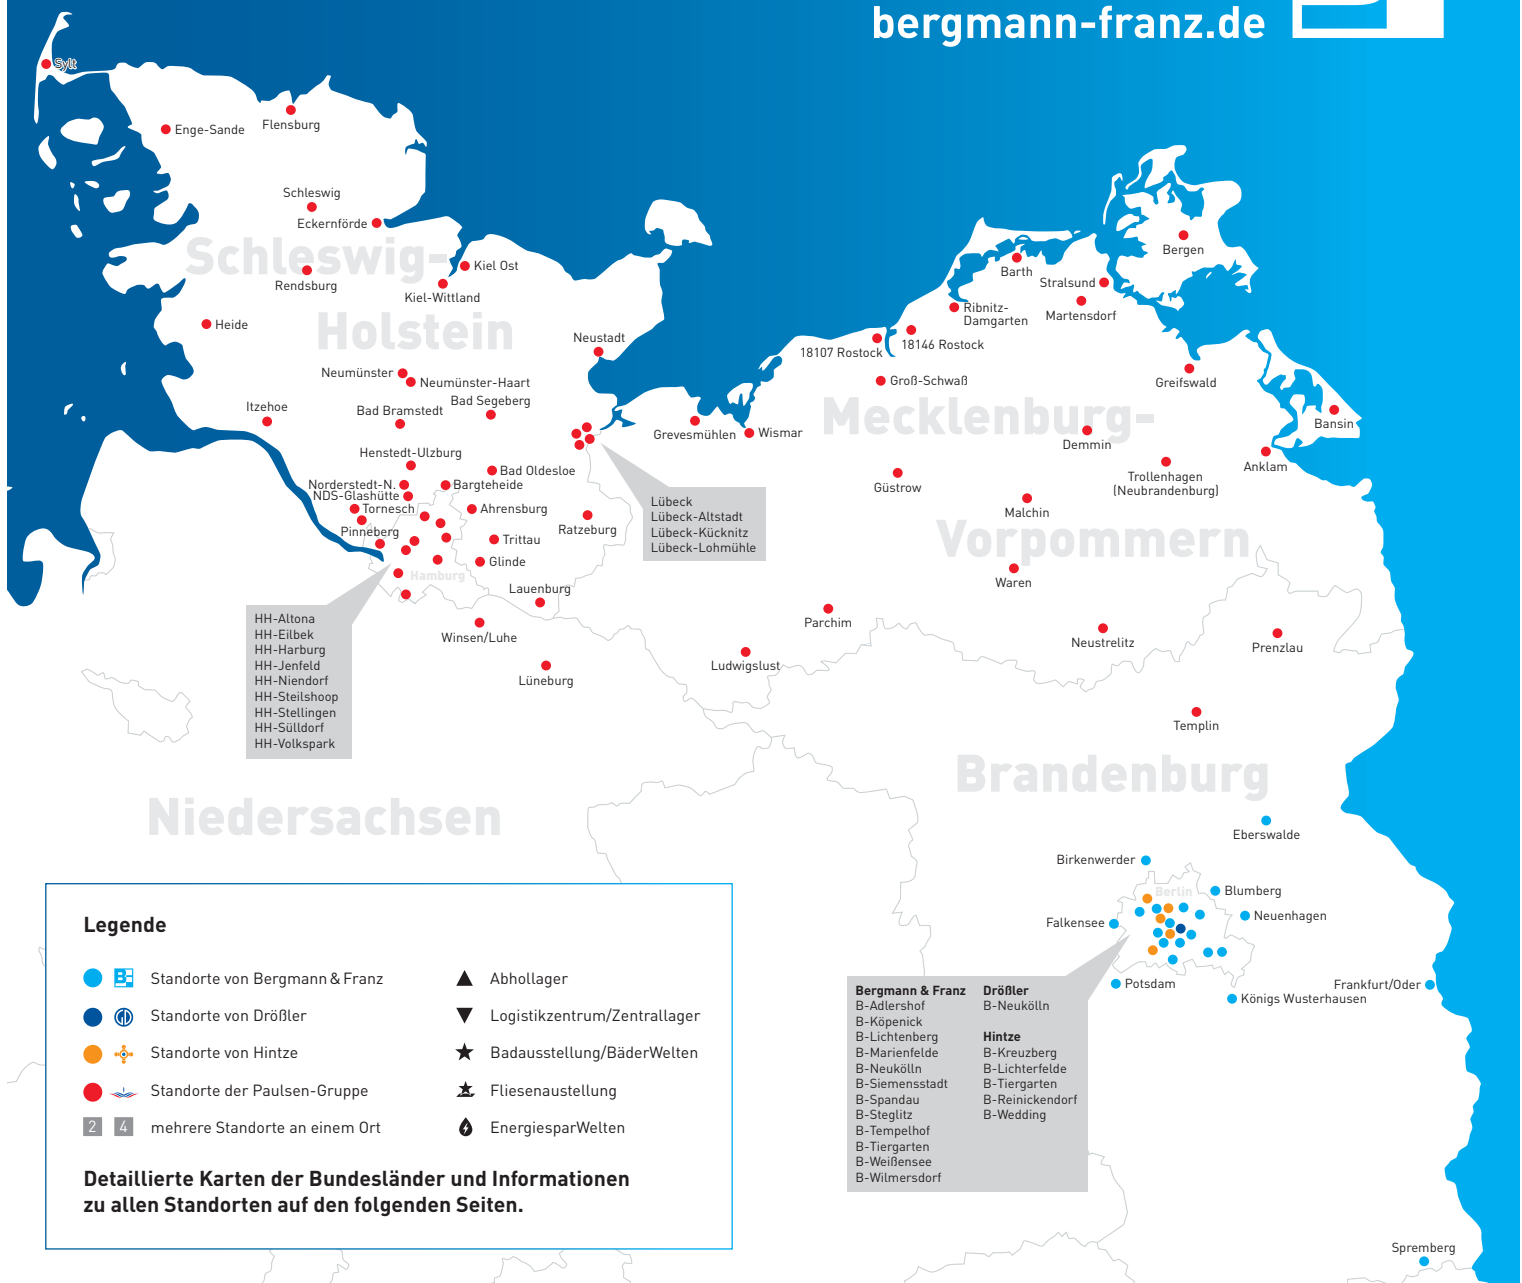 bergmann-franz.de
Sylt
Enge-Sande
Flensburg
Schleswig
Eckernförde
Schleswig-
Rendsburg
Kiel Ost
Kiel-Wittland
Holstein
Heide
Neustadt
Neumünster
Neumünster-Haart
Itzehoe
Bad Bramstedt
Bad Segeberg
Henstedt-Ulzburg
Bad Oldesloe
Norderstedt-N.
Bargteheide
NDS-Glashütte
Tornesch
Ahrensburg
Pinneberg
Ratzeburg
Trittau
Glinde
Hamburg
Lauenburg
Winsen/Luhe
Lüneburg
Lübeck
Lübeck-Altstadt
Lübeck-Kücknitz
Lübeck-Lohmühle
HH-Altona
HH-Eilbek
HH-Harburg
HH-Jenfeld
HH-Niendorf
HH-Steilshoop
HH-Stellingen
HH-Sülldorf
HH-Volkspark
Bergen
Barth
Stralsund
Ribnitz-
Damgarten
Martensdorf
18107 Rostock
18146 Rostock
Groß-Schwaß
Greifswald
Mecklenburg-
Grevesmühlen
Wismar
Bansin
Demmin
Anklam
Güstrow
Trollenhagen
(Neubrandenburg)
Malchin
Vorpommern
Waren
Parchim
Neustrelitz
Prenzlau
Ludwigslust
Templin
Brandenburg
Niedersachsen
Eberswalde
Birkenwerder
Berlin
Blumberg
Falkensee
Neuenhagen
Potsdam
Frankfurt/Oder
Königs Wusterhausen
Bergmann & Franz
B-Adlershof
B-Köpenick
B-Lichtenberg
B-Marienfelde
B-Neukölln
B-Siemensstadt
B-Spandau
B-Steglitz
B-Tempelhof
B-Tiergarten
B-Weißensee
B-Wilmersdorf
Drößler
B-Neukölln
Hintze
B-Kreuzberg
B-Lichterfelde
B-Tiergarten
B-Reinickendorf
B-Wedding
Spremberg
Legende
Standorte von Bergmann & Franz
Standorte von Drößler
Standorte von Hintze
Standorte der Paulsen-Gruppe
2 4 mehrere Standorte an einem Ort
Abhollager
Logistikzentrum/Zentrallager
Badausstellung/BäderWelten
Fliesenaustellung
EnergiesparWelten
Detaillierte Karten der Bundesländer und Informationen
zu allen Standorten auf den folgenden Seiten.